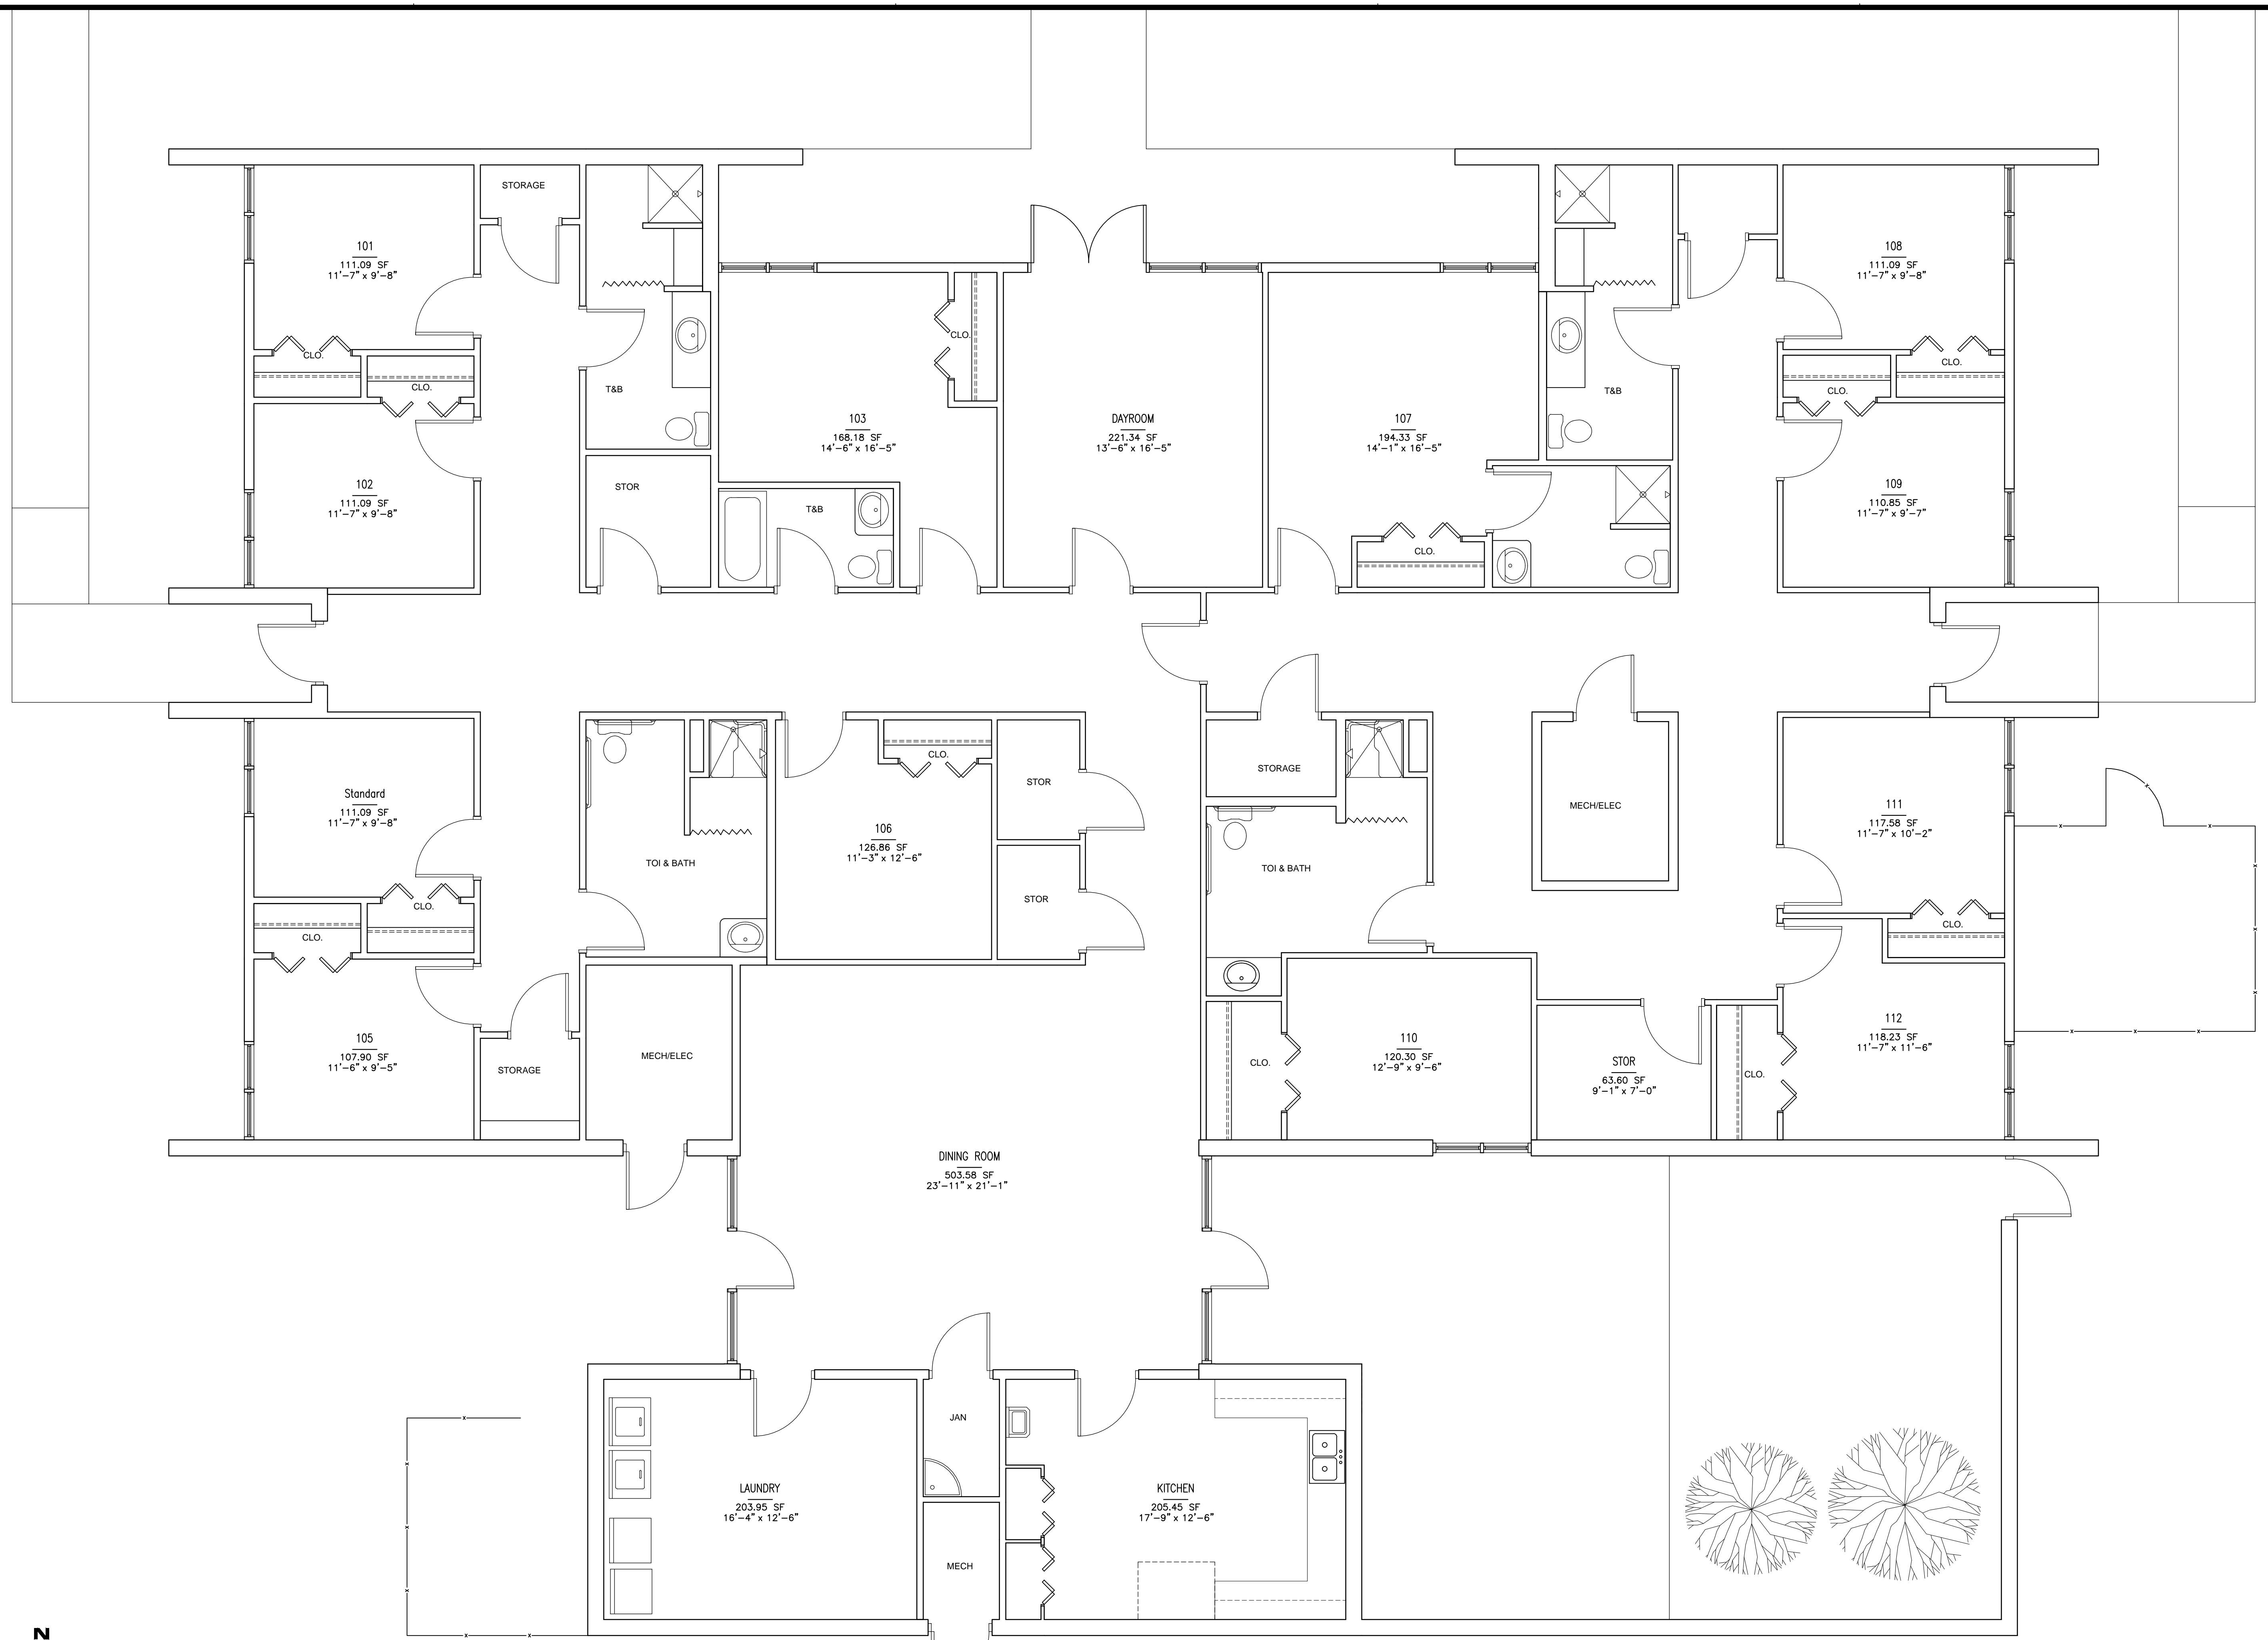 STORAGE
101
111.09 SF
11'-7" x 9'-8"
CLO.
CLO.
102
111.09 SF
11'-7" x 9'-8"
T&B
STOR
103
168.18 SF
14'-6" x 16'-5"
CLO.
T&B
DAYROOM
221.34 SF
13'-6" x 16'-5"
107
194.33 SF
14'-1" x 16'-5"
CLO.
T&B
108
111.09 SF
11'-7" x 9'-8"
CLO.
CLO.
109
110.85 SF
11'-7" x 9'-7"
Standard
111.09 SF
11'-7" x 9'-8"
CLO.
CLO.
105
107.90 SF
11'-6" x 9'-5"
STORAGE
TOI & BATH
MECH/ELEC
106
126.86 SF
11'-3" x 12'-6"
CLO.
STOR
STOR
STORAGE
TOI & BATH
MECH/ELEC
111
117.58 SF
11'-7" x 10'-2"
CLO.
112
118.23 SF
11'-7" x 11'-6"
CLO.
CLO.
110
120.30 SF
12'-9" x 9'-6"
STOR
63.60 SF
9'-1" x 7'-0"
DINING ROOM
503.58 SF
23'-11" x 21'-1"
LAUNDRY
203.95 SF
16'-4" x 12'-6"
JAN
MECH
KITCHEN
205.45 SF
17'-9" x 12'-6"
N